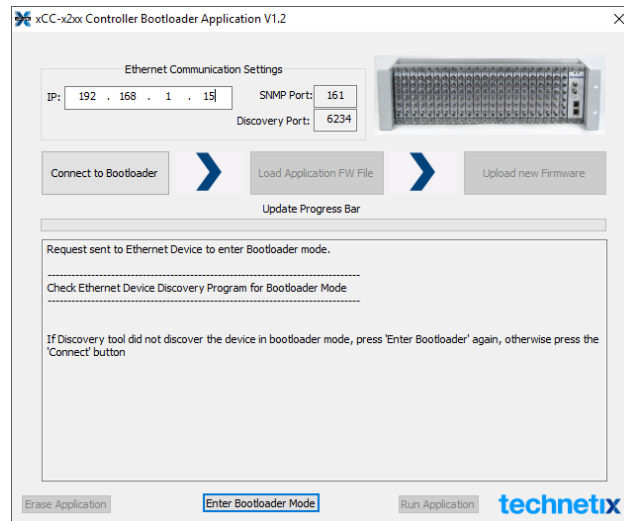 xCC-x2xx Controller Bootloader Application V1.2
Ethernet Communication Settings
IP: 192 . 168 . 1 . 15
SNMP Port: 161
Discovery Port: 6234
Connect to Bootloader
Load Application FW File
Upload new Firmware
Update Progress Bar
Request sent to Ethernet Device to enter Bootloader mode.
--------------------------------------------------------------------------------
Check Ethernet Device Discovery Program for Bootloader Mode
--------------------------------------------------------------------------------
If Discovery tool did not discover the device in bootloader mode, press 'Enter Bootloader' again, otherwise press the
'Connect' button
Erase Application
Enter Bootloader Mode
Run Application
technetix